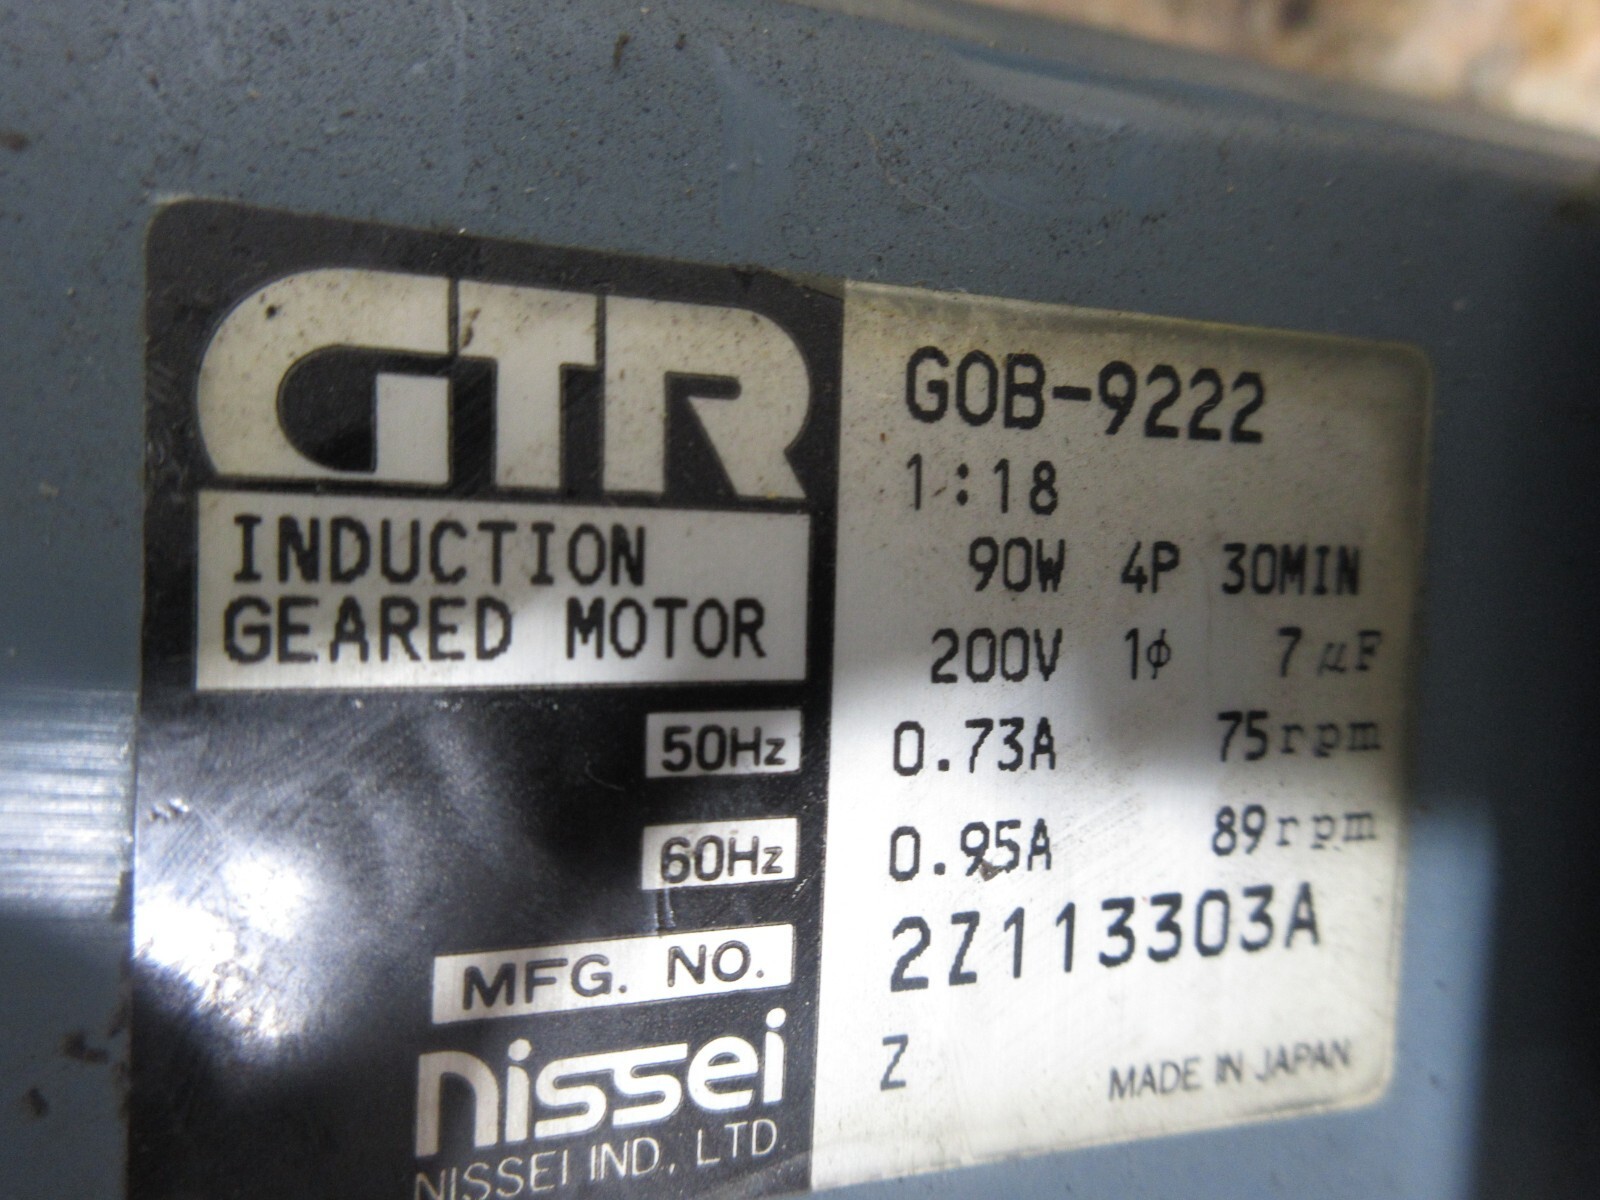 GTR
INDUCTION
GEARED MOTOR
GOB-9222
1:18
90W 4P 30MIN
200V 1ϕ 7μF
50Hz 0.73A 75rpm
60Hz 0.95A 89rpm
MFG. NO. 2Z113303A
Z
nissei
NISSEI IND., LTD.
MADE IN JAPAN